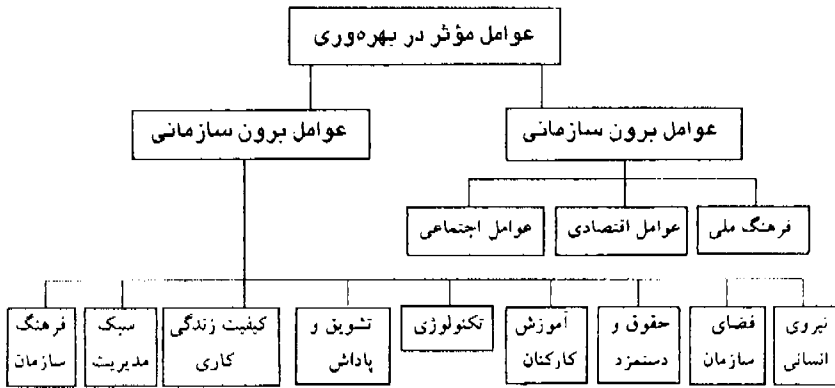 عوامل مؤثر در بهره‌وری
عوامل برون سازمانی
عوامل برون سازمانی
فرهنگ ملی
عوامل اقتصادی
عوامل اجتماعی
نیروی
انسانی
فضای
سازمان
حقوق و
دستمزد
آموزش
کارکنان
تکنولوژی
تشویق و
پاداش
کیفیت زندگی
کاری
سبک
مدیریت
فرهنگ
سازمان